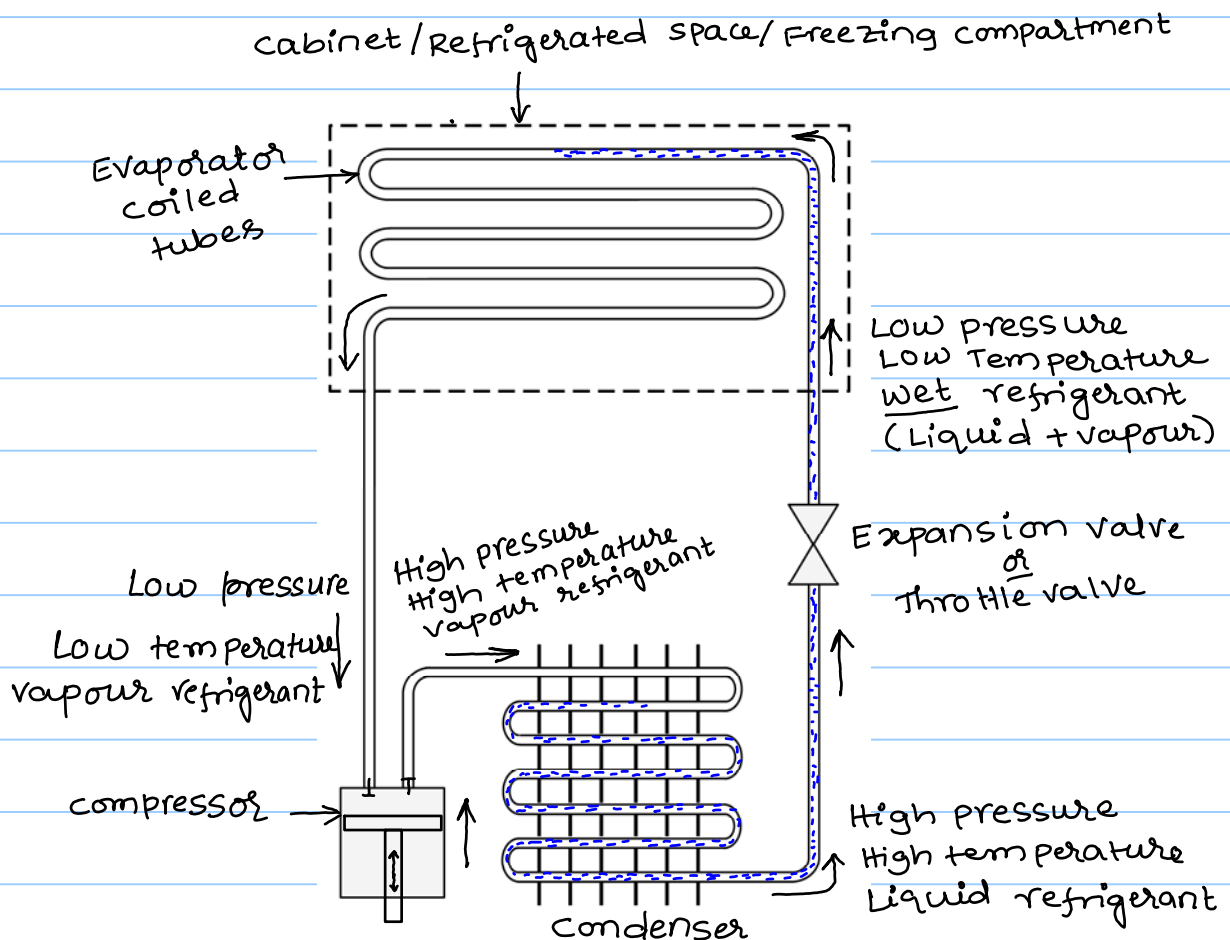 Cabinet/Refrigerated space/Freezing compartment
Evaporator
coiled
tubes
Low pressure
Low Temperature
wet refrigerant
(Liquid + vapour)
Expansion valve
or
Throttle valve
High pressure
High temperature
vapour refrigerant
Low pressure
Low temperature
vapour refrigerant
compressor
High pressure
High temperature
Liquid refrigerant
Condenser